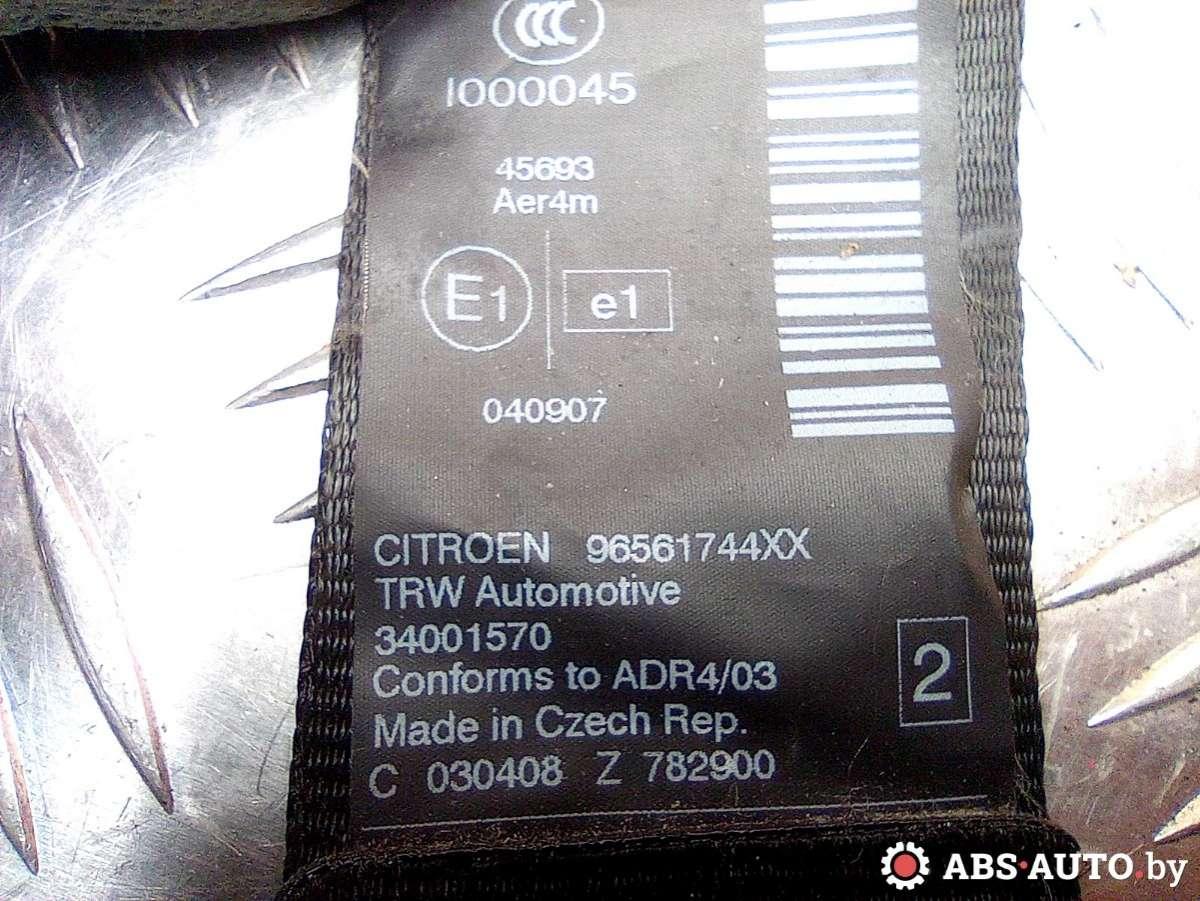 CCC
I000045
45693
Aer4m
E1 e1
040907
CITROEN 96561744XX
TRW Automotive
34001570
Conforms to ADR4/03
2
Made in Czech Rep.
C 030408 Z 782900
ABS-AUTO.by